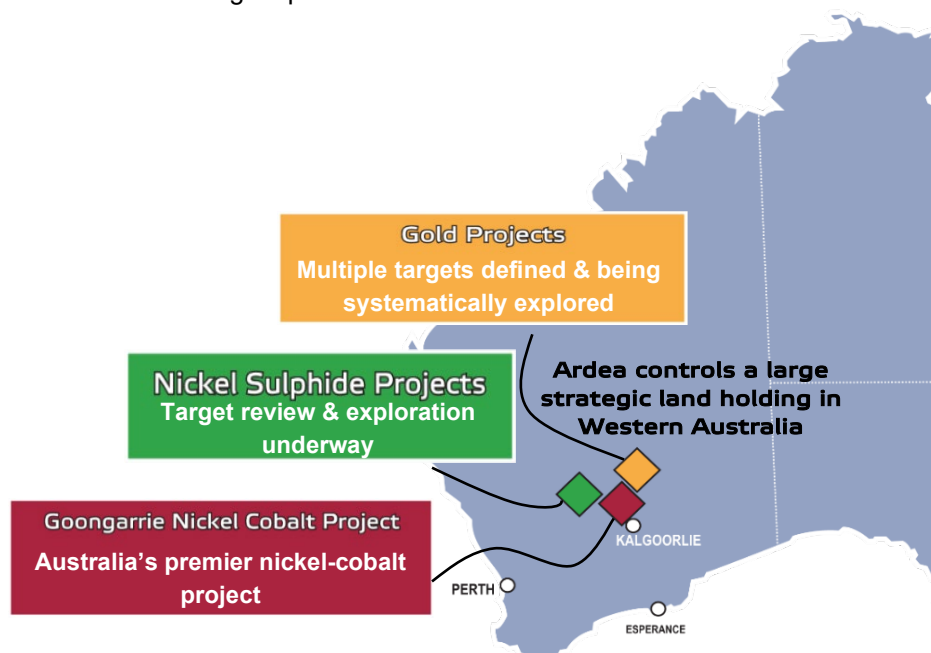 Gold Projects
Multiple targets defined & being
systematically explored
Nickel Sulphide Projects
Target review & exploration
underway
Ardea controls a large
strategic land holding in
Western Australia
Goongarrie Nickel Cobalt Project
Australia's premier nickel-cobalt
project
KALGOORLIE
PERTH
ESPERANCE